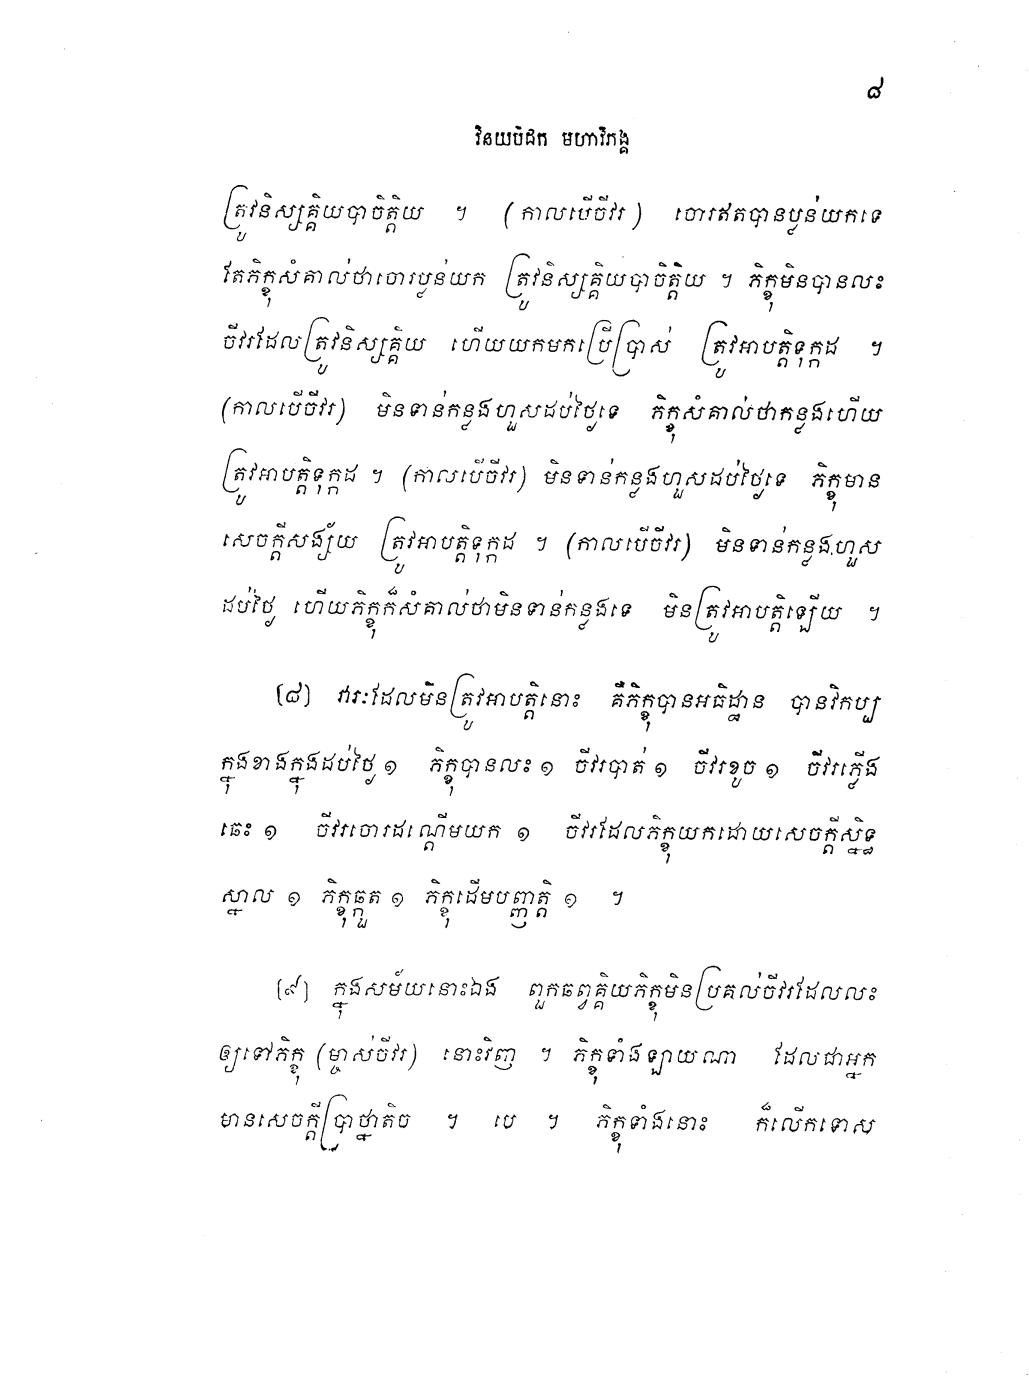 ៨
វិនយបិដក មហាវិភង្គ
ត្រូវនិស្សគ្គិយបាចិត្តិយ ។ (កាលបើចីវរ) ចោរឥតបានប្លន់យកទេ
តែភិក្ខុសំគាល់ថាចោរប្លន់យក ត្រូវនិស្សគ្គិយបាចិត្តិយ ។ ភិក្ខុមិនបានលះ
ចីវរដែលត្រូវនិស្សគ្គិយ ហើយយកមកប្រើប្រាស់ ត្រូវអាបត្តិទុក្កដ ។
(កាលបើចីវរ) មិនទាន់កន្លងហួសដប់ថ្ងៃទេ ភិក្ខុសំគាល់ថាកន្លងហើយ
ត្រូវអាបត្តិទុក្កដ ។ (កាលបើចីវរ) មិនទាន់កន្លងហួសដប់ថ្ងៃទេ ភិក្ខុមាន
សេចក្តីសង្ស័យ ត្រូវអាបត្តិទុក្កដ ។ (កាលបើចីវរ) មិនទាន់កន្លងហួស
ដប់ថ្ងៃ ហើយភិក្ខុក៏សំគាល់ថាមិនទាន់កន្លងទេ មិនត្រូវអាបត្តិឡើយ ។
[៨] វារៈដែលមិនត្រូវអាបត្តិនោះ គឺភិក្ខុបានអធិដ្ឋាន បានវិកប្ប
ក្នុងខាងក្នុងដប់ថ្ងៃ ១ ភិក្ខុបានលះ ១ ចីវរបាត់ ១ ចីវរខូច ១ ចីវរភ្លើង
ឆេះ ១ ចីវរចោរដណ្តើមយក ១ ចីវរដែលភិក្ខុយកដោយសេចក្តីស្និទ្ធ
ស្នាល ១ ភិក្ខុឆ្កួត ១ ភិក្ខុដើមបញ្ញត្តិ ១ ។
[៩] ក្នុងសម័យនោះឯង ពួកឆព្វគ្គិយភិក្ខុមិនប្រគល់ចីវរដែលលះ
ឲ្យទៅភិក្ខុ (ម្ចាស់ចីវរ) នោះវិញ ។ ភិក្ខុទាំងឡាយណា ដែលជាអ្នក
មានសេចក្តីប្រាថ្នាតិច ។ បេ ។ ភិក្ខុទាំងនោះ ក៏លើកទោស